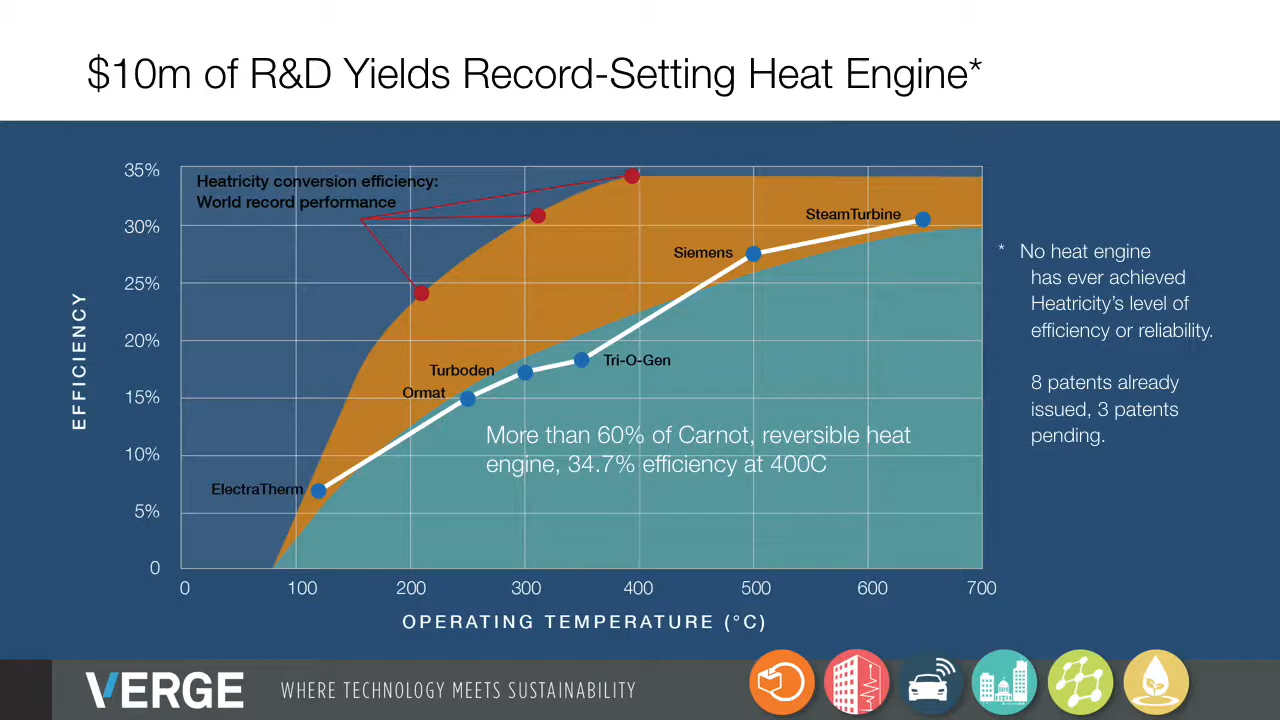 $10m of R&D Yields Record-Setting Heat Engine*
35%
30%
25%
20%
15%
10%
5%
0
EFFICIENCY
Heatricity conversion efficiency:
World record performance
SteamTurbine
Siemens
Tri-O-Gen
Turboden
Ormat
ElectraTherm
More than 60% of Carnot, reversible heat
engine, 34.7% efficiency at 400C
0
100
200
300
400
500
600
700
OPERATING TEMPERATURE (°C)
* No heat engine
has ever achieved
Heatricity's level of
efficiency or reliability.
8 patents already
issued, 3 patents
pending.
VERGE
WHERE TECHNOLOGY MEETS SUSTAINABILITY